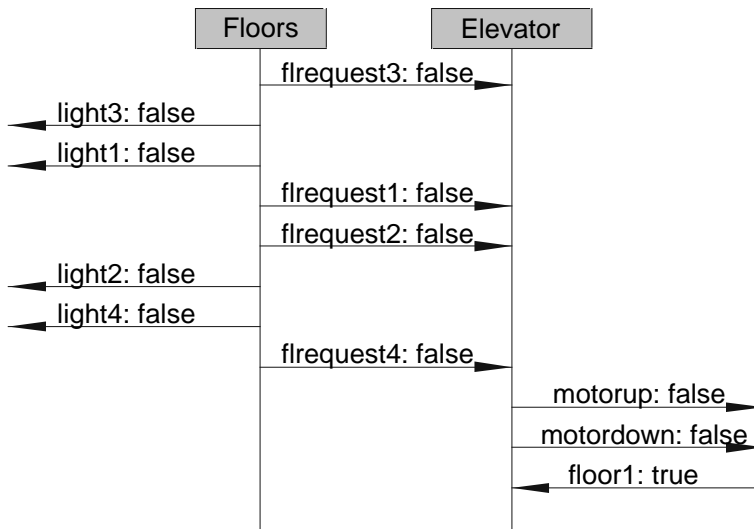 Floors
Elevator
flrequest3: false
light3: false
light1: false
flrequest1: false
flrequest2: false
light2: false
light4: false
flrequest4: false
motorup: false
motordown: false
floor1: true